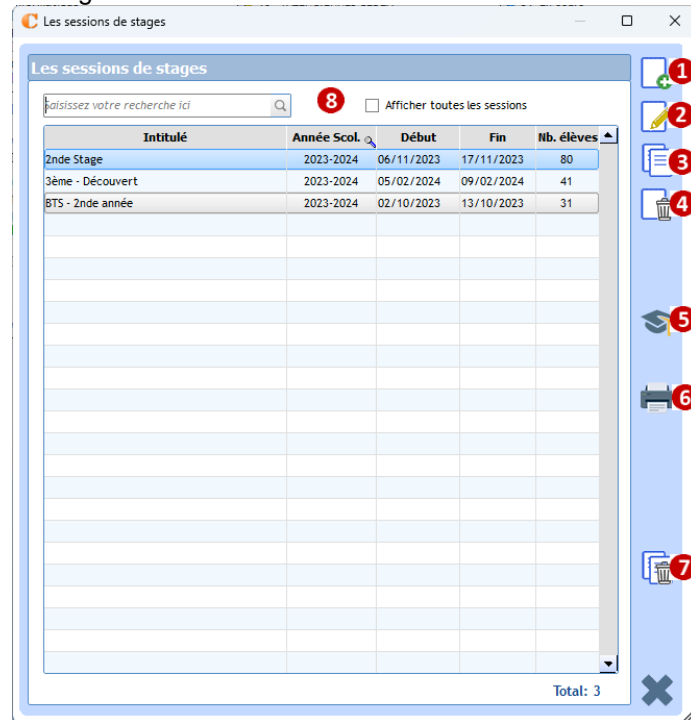 Les sessions de stages
Les sessions de stages
1
saisissez votre recherche ici
8
Afficher toutes les sessions
2
Intitulé Année Scol. Début Fin Nb. élèves
2nde Stage 2023-2024 06/11/2023 17/11/2023 80
3
3ème - Découvert 2023-2024 05/02/2024 09/02/2024 41
BTS - 2nde année 2023-2024 02/10/2023 13/10/2023 31
4
5
6
7
Total: 3